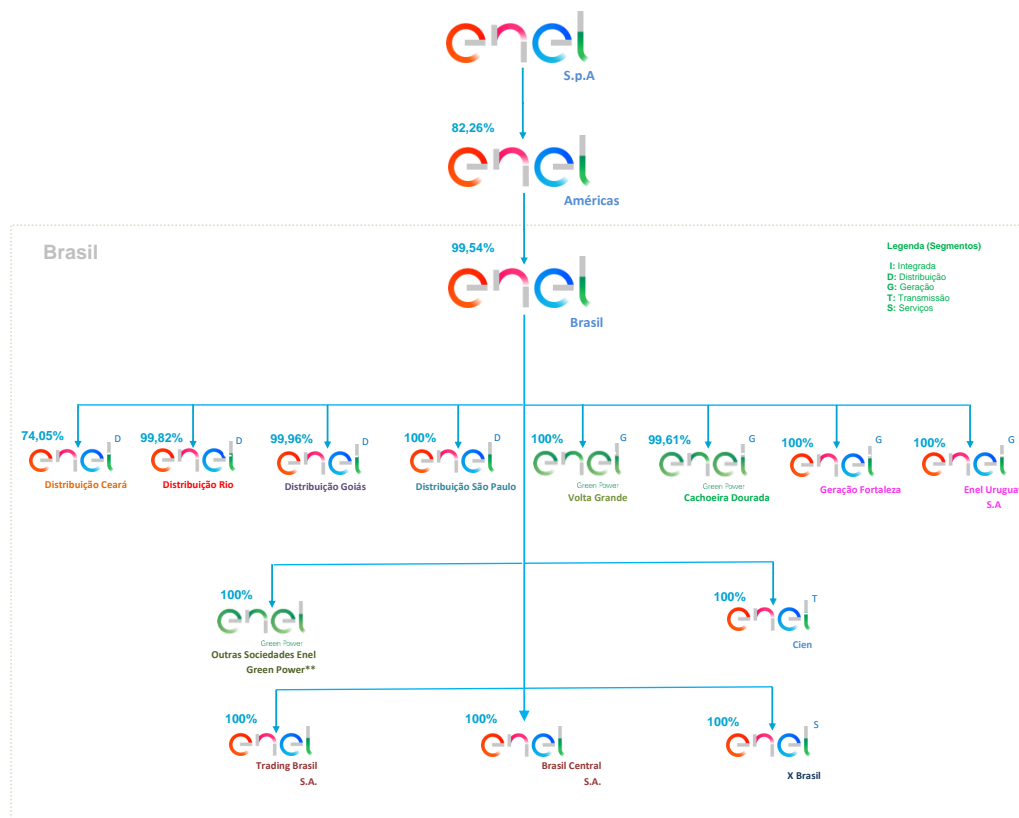 enel
S.p.A
82,26%
enel
Américas
Brasil
99,54%
enel
Brasil
Legenda (Segmentos)
I: Integrada
D: Distribuição
G: Geração
T: Transmissão
S: Serviços
74,05%
enel
D
Distribuição Ceará
99,82%
enel
D
Distribuição Rio
99,96%
enel
D
Distribuição Goiás
100%
enel
D
Distribuição São Paulo
100%
enel
G
Green Power
Volta Grande
99,61%
enel
G
Green Power
Cachoeira Dourada
100%
enel
G
Geração Fortaleza
100%
enel
G
Enel Urugua
S.A
100%
enel
Green Power
Outras Sociedades Enel
Green Power**
100%
enel
T
Cien
100%
enel
Trading Brasil
S.A.
100%
enel
Brasil Central
S.A.
100%
enel
S
X Brasil